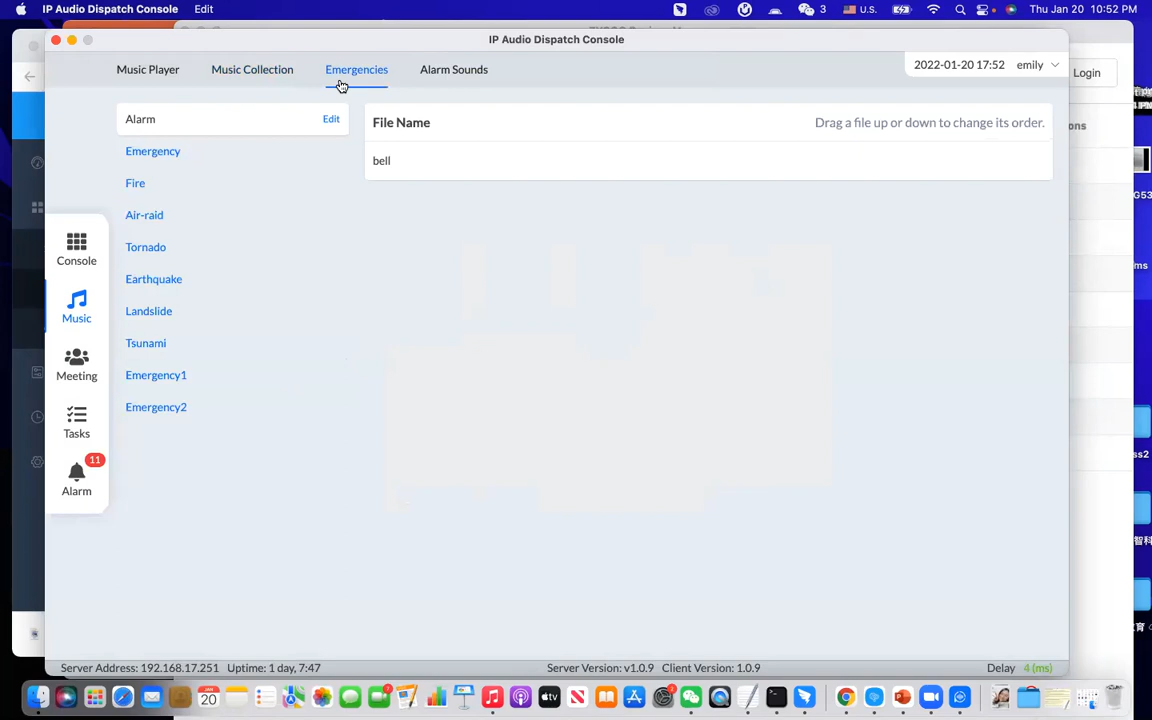 IP Audio Dispatch Console Edit
3 U.S. Thu Jan 20 10:52 PM
IP Audio Dispatch Console
Music Player Music Collection Emergencies Alarm Sounds
2022-01-20 17:52 emily
Login
Alarm Edit
File Name Drag a file up or down to change its order.
bell
Emergency
Fire
Air-raid
Tornado
Earthquake
Landslide
Tsunami
Emergency1
Emergency2
Console
Music
Meeting
Tasks
11
Alarm
Server Address: 192.168.17.251 Uptime: 1 day, 7:47 Server Version: v1.0.9 Client Version: 1.0.9 Delay 4 (ms)
JAN
20